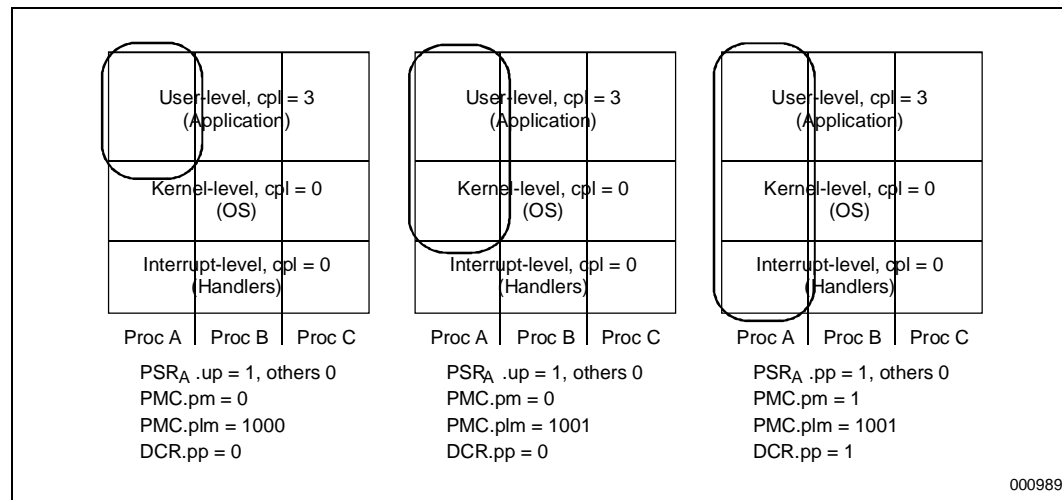 User-level, cpl = 3
(Application)
Kernel-level, cpl = 0
(OS)
Interrupt-level, cpl = 0
(Handlers)
Proc A Proc B Proc C
PSRA .up = 1, others 0
PMC.pm = 0
PMC.plm = 1000
DCR.pp = 0
User-level, cpl = 3
(Application)
Kernel-level, cpl = 0
(OS)
Interrupt-level, cpl = 0
(Handlers)
Proc A Proc B Proc C
PSRA .up = 1, others 0
PMC.pm = 0
PMC.plm = 1001
DCR.pp = 0
User-level, cpl = 3
(Application)
Kernel-level, cpl = 0
(OS)
Interrupt-level, cpl = 0
(Handlers)
Proc A Proc B Proc C
PSRA .pp = 1, others 0
PMC.pm = 1
PMC.plm = 1001
DCR.pp = 1
000989